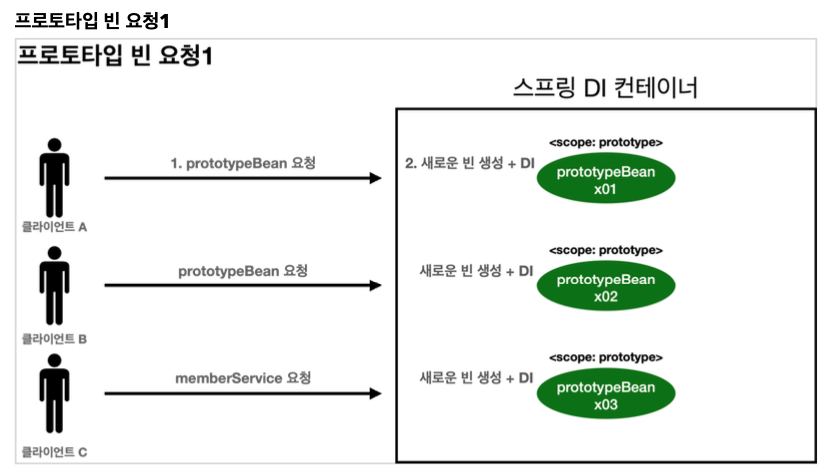 프로토타입 빈 요청1
프로토타입 빈 요청1
스프링 DI 컨테이너
클라이언트 A
1. prototypeBean 요청
2. 새로운 빈 생성 + DI
<scope: prototype>
prototypeBean
x01
클라이언트 B
prototypeBean 요청
새로운 빈 생성 + DI
<scope: prototype>
prototypeBean
x02
클라이언트 C
memberService 요청
새로운 빈 생성 + DI
<scope: prototype>
prototypeBean
x03